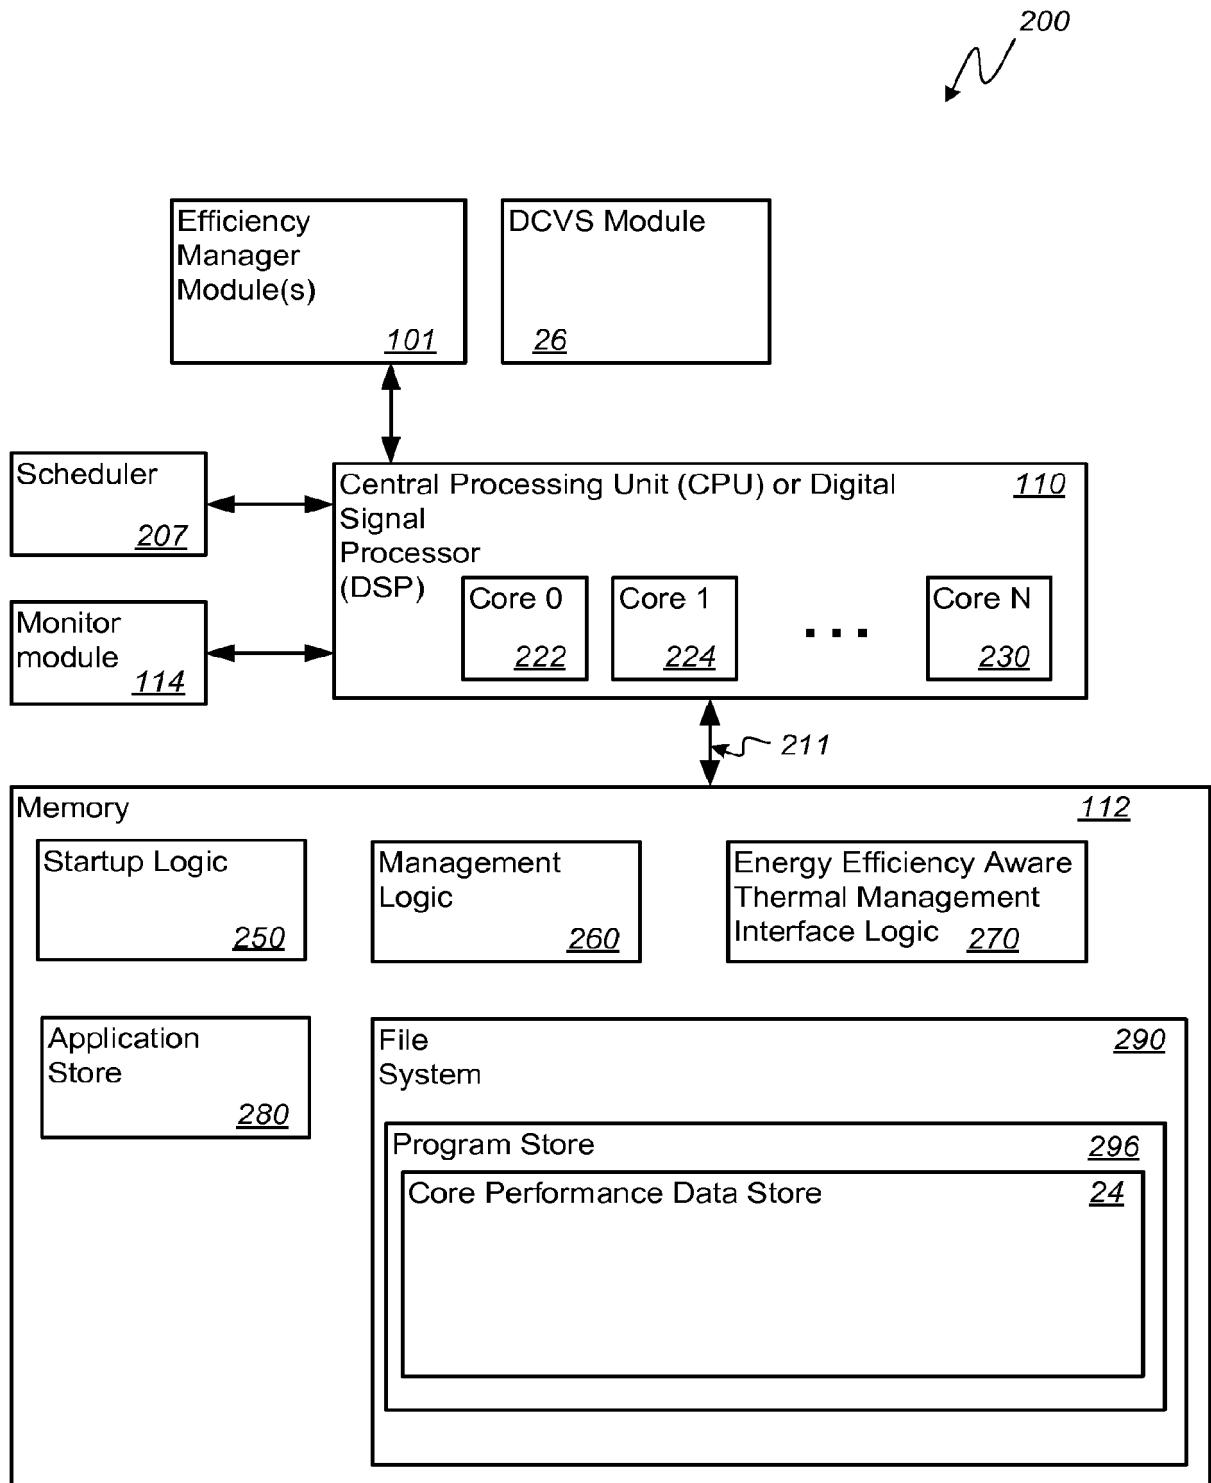 200
Efficiency
Manager
Module(s)
101
DCVS Module
26
Scheduler
207
Monitor
module
114
Central Processing Unit (CPU) or Digital
110
Signal
Processor
(DSP)
Core 0
222
Core 1
224
...
Core N
230
211
Memory
112
Startup Logic
250
Management
Logic
260
Energy Efficiency Aware
Thermal Management
Interface Logic
270
Application
Store
280
File
System
290
Program Store
296
Core Performance Data Store
24